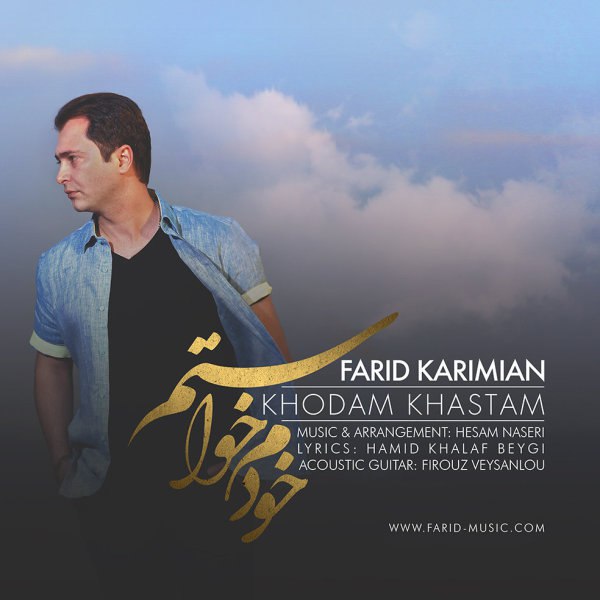 FARID KARIMIAN
KHODAM KHASTAM
خودم خواستم
MUSIC & ARRANGEMENT: HESAM NASERI
LYRICS: HAMID KHALAF BEYGI
ACOUSTIC GUITAR: FIROUZ VEYSANLOU
WWW.FARID-MUSIC.COM